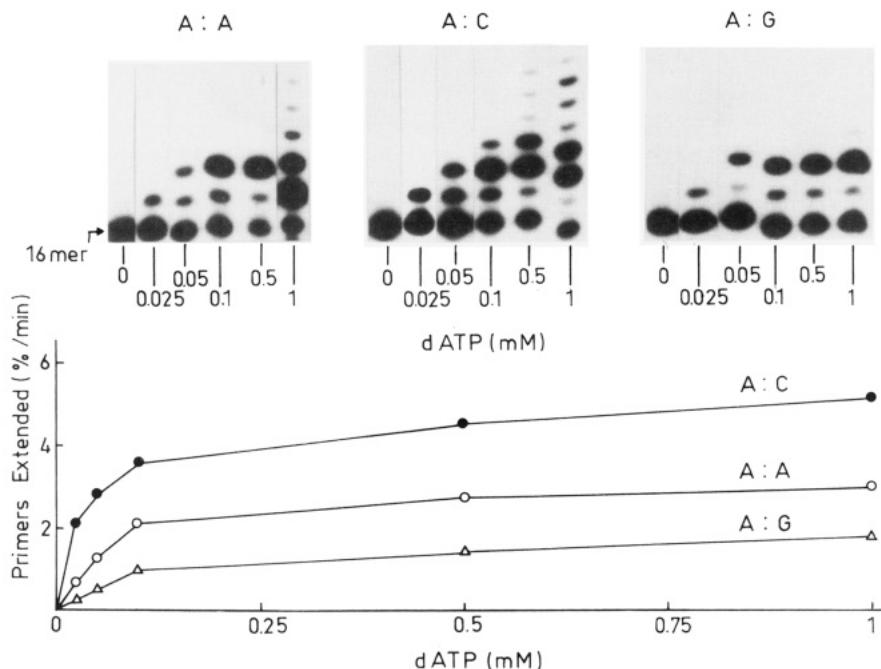 A : A A : C A : G
16 mer
0 0.05 0.5 0 0.05 0.5 0 0.05 0.5
0.025 0.1 1 0.025 0.1 1 0.025 0.1 1
dATP (mM)
Primers Extended (% /min)
6
4
2
A : C
A : A
A : G
0 0.25 0.5 0.75 1
dATP (mM)